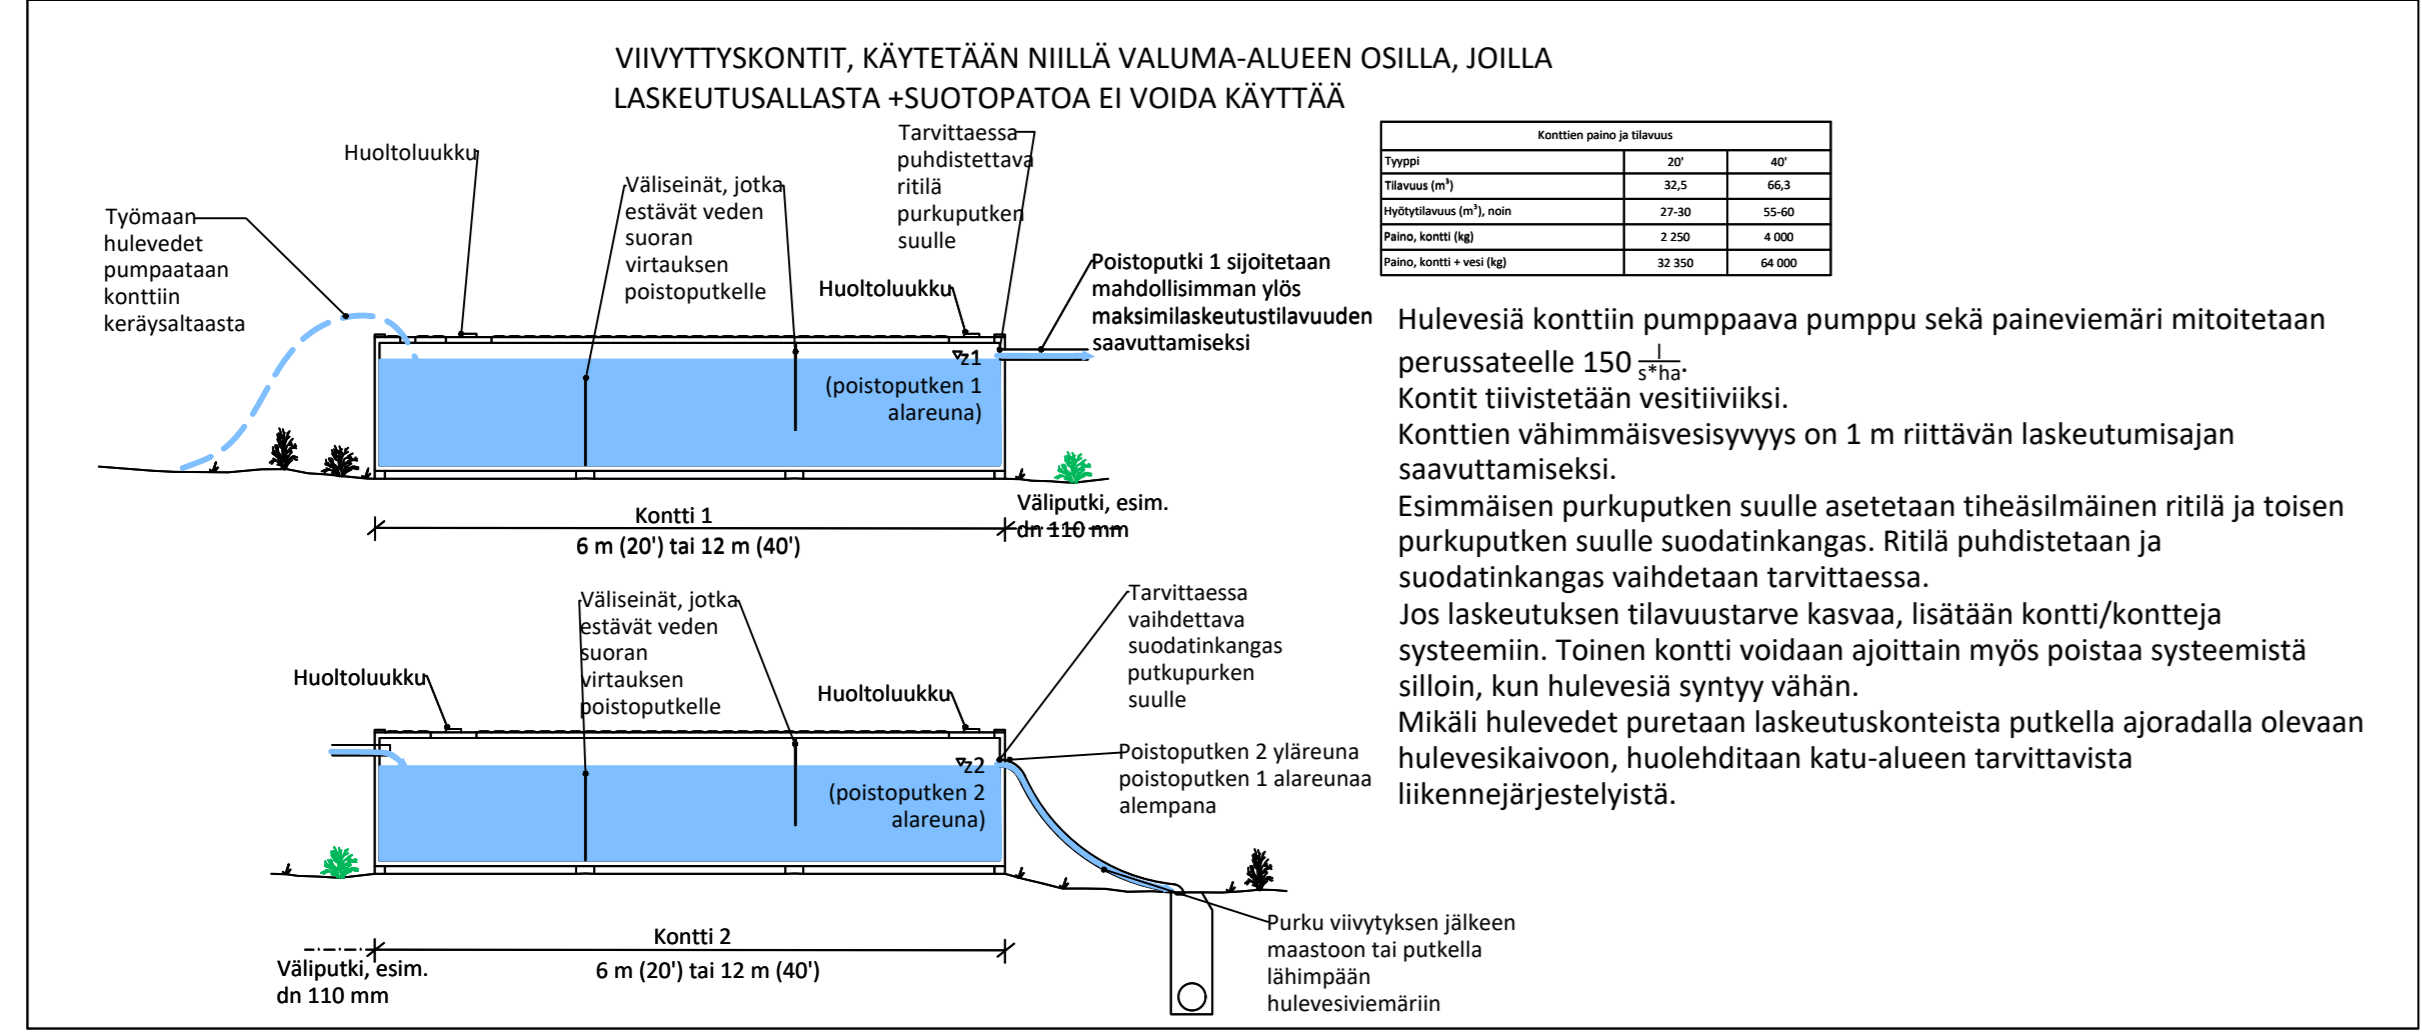 VIIVYTTYSKONTIT, KÄYTETÄÄN NIILLÄ VALUMA-ALUEEN OSILLA, JOILLA
LASKEUTUSALLASTA +SUOTOPATOA EI VOIDA KÄYTTÄÄ
Työmaan
hulevedet
pumpaataan
konttiin
keräysaltaasta
Huoltoluukku
Väliseinät, jotka
estävät veden
suoran
virtauksen
poistoputkelle
Tarvittaessa
puhdistettava
ritilä
purkuputken
suulle
Huoltoluukku
Poistoputki 1 sijoitetaan
mahdollisimman ylös
maksimilaskeutustilavuuden
saavuttamiseksi
z1
(poistoputken 1
alareuna)
Kontti 1
6 m (20') tai 12 m (40')
Väliputki, esim.
dn 110 mm
Konttien paino ja tilavuus
Tyyppi 20' 40'
Tilavuus (m³) 32,5 66,3
Hyötytilavuus (m³), noin 27-30 55-60
Paino, kontti (kg) 2 250 4 000
Paino, kontti + vesi (kg) 32 350 64 000
Hulevesiä konttiin pumppaava pumppu sekä paineviemäri mitoitetaan
perussateelle 150 l/s*ha.
Kontit tiivistetään vesitiiviiksi.
Konttien vähimmäisvesisyvyys on 1 m riittävän laskeutumisajan
saavuttamiseksi.
Esimmäisen purkuputken suulle asetetaan tiheäsilmäinen ritilä ja toisen
purkuputken suulle suodatinkangas. Ritilä puhdistetaan ja
suodatinkangas vaihdetaan tarvittaessa.
Jos laskeutuksen tilavuustarve kasvaa, lisätään kontti/kontteja
systeemiin. Toinen kontti voidaan ajoittain myös poistaa systeemistä
silloin, kun hulevesiä syntyy vähän.
Mikäli hulevedet puretaan laskeutuskonteista putkella ajoradalla olevaan
hulevesikaivoon, huolehditaan katu-alueen tarvittavista
liikennejärjestelyistä.
Huoltoluukku
Väliseinät, jotka
estävät veden
suoran
virtauksen
poistoputkelle
Huoltoluukku
Tarvittaessa
vaihdettava
suodatinkangas
putkupurken
suulle
Poistoputken 2 yläreuna
poistoputken 1 alareunaa
alempana
z2
(poistoputken 2
alareuna)
Kontti 2
6 m (20') tai 12 m (40')
Väliputki, esim.
dn 110 mm
Purku viivytyksen jälkeen
maastoon tai putkella
lähimpään
hulevesiviemäriin